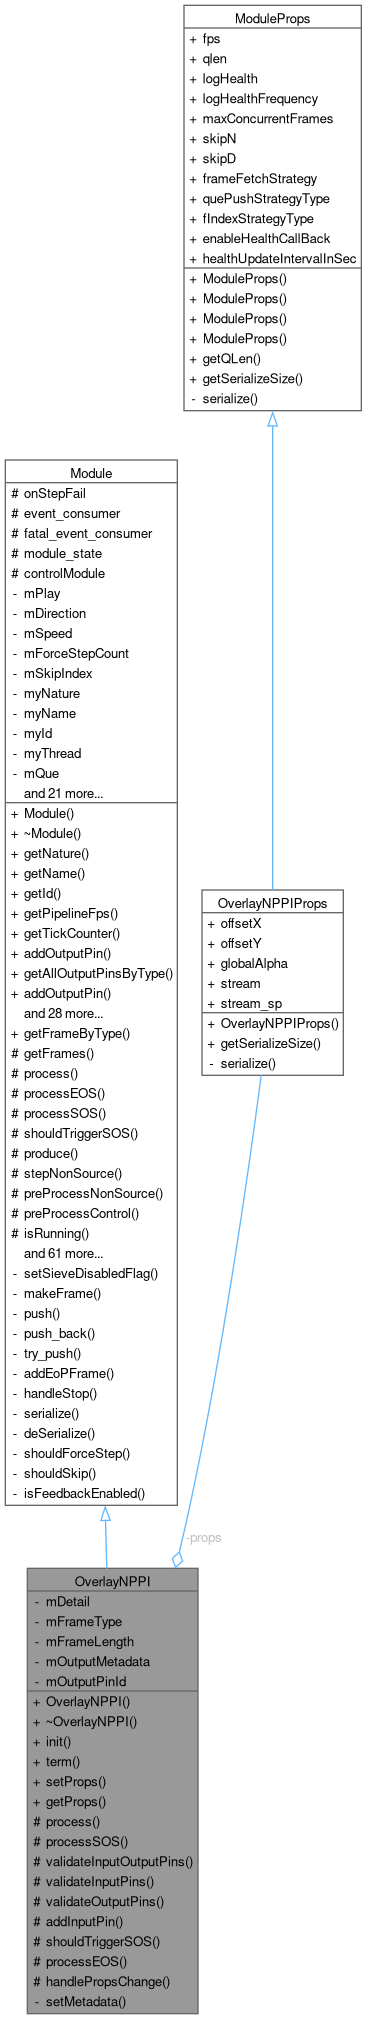 ModuleProps
+ fps
+ qlen
+ logHealth
+ logHealthFrequency
+ maxConcurrentFrames
+ skipN
+ skipD
+ frameFetchStrategy
+ quePushStrategyType
+ fIndexStrategyType
+ enableHealthCallBack
+ healthUpdateIntervalInSec
+ ModuleProps()
+ ModuleProps()
+ ModuleProps()
+ ModuleProps()
+ getQLen()
+ getSerializeSize()
- serialize()
Module
# onStepFail
# event_consumer
# fatal_event_consumer
# module_state
# controlModule
- mPlay
- mDirection
- mSpeed
- mForceStepCount
- mSkipIndex
- myNature
- myName
- myId
- myThread
- mQue
and 21 more...
+ Module()
+ ~Module()
+ getNature()
+ getName()
+ getId()
+ getPipelineFps()
+ getTickCounter()
+ addOutputPin()
+ getAllOutputPinsByType()
+ addOutputPin()
and 28 more...
# getFrameByType()
# getFrames()
# process()
# processEOS()
# processSOS()
# shouldTriggerSOS()
# produce()
# stepNonSource()
# preProcessNonSource()
# preProcessControl()
# isRunning()
and 61 more...
- setSieveDisabledFlag()
- makeFrame()
- push()
- push_back()
- try_push()
- addEoPFrame()
- handleStop()
- serialize()
- deSerialize()
- shouldForceStep()
- shouldSkip()
- isFeedbackEnabled()
OverlayNPPIProps
+ offsetX
+ offsetY
+ globalAlpha
+ stream
+ stream_sp
+ OverlayNPPIProps()
+ getSerializeSize()
- serialize()
-props
OverlayNPPI
- mDetail
- mFrameType
- mFrameLength
- mOutputMetadata
- mOutputPinId
+ OverlayNPPI()
+ ~OverlayNPPI()
+ init()
+ term()
+ setProps()
+ getProps()
# process()
# processSOS()
# validateInputOutputPins()
# validateInputPins()
# validateOutputPins()
# addInputPin()
# shouldTriggerSOS()
# processEOS()
# handlePropsChange()
- setMetadata()